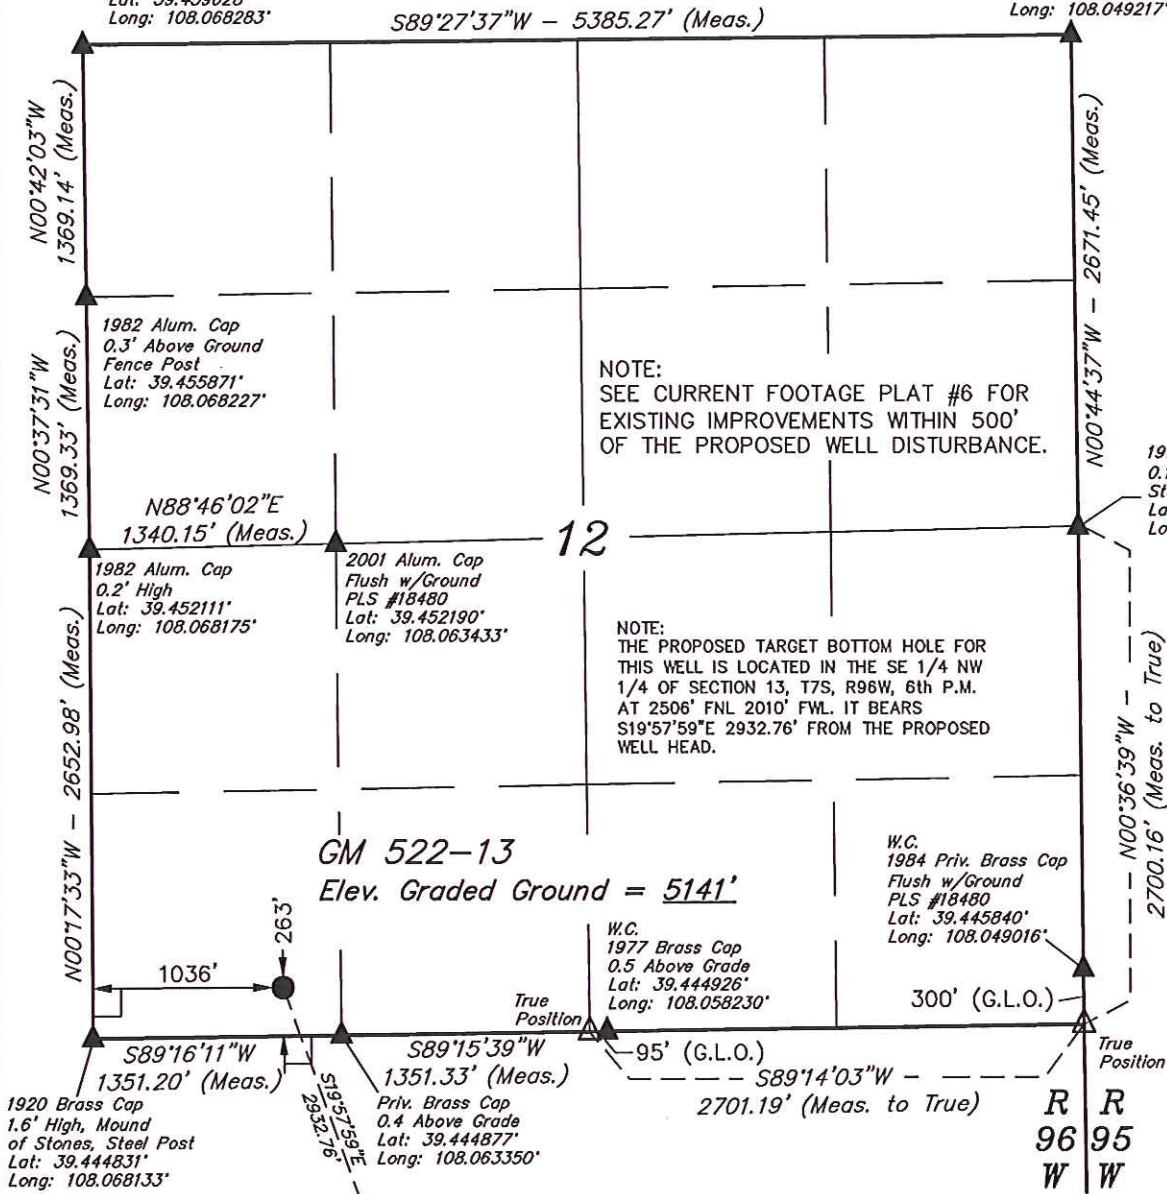 Long: 108.068283°
S89°27'37"W – 5385.27' (Meas.)
Long: 108.049217°
N00°42'03"W
1369.14' (Meas.)
N00°44'37"W – 2671.45' (Meas.)
1982 Alum. Cap
0.3' Above Ground
Fence Post
Lat: 39.455871°
Long: 108.068227°
N00°37'31"W
1369.33' (Meas.)
NOTE:
SEE CURRENT FOOTAGE PLAT #6 FOR
EXISTING IMPROVEMENTS WITHIN 500'
OF THE PROPOSED WELL DISTURBANCE.
N88°46'02"E
1340.15' (Meas.)
12
1982 Alum. Cap
0.2' High
Lat: 39.452111°
Long: 108.068175°
2001 Alum. Cap
Flush w/Ground
PLS #18480
Lat: 39.452190°
Long: 108.063433°
NOTE:
THE PROPOSED TARGET BOTTOM HOLE FOR
THIS WELL IS LOCATED IN THE SE 1/4 NW
1/4 OF SECTION 13, T7S, R96W, 6th P.M.
AT 2506' FNL 2010' FWL. IT BEARS
S19°57'59"E 2932.76' FROM THE PROPOSED
WELL HEAD.
N00°17'33"W – 2652.98' (Meas.)
N00°36'39"W –
2700.16' (Meas. to True)
GM 522–13
Elev. Graded Ground = 5141'
W.C.
1984 Priv. Brass Cap
Flush w/Ground
PLS #18480
Lat: 39.445840°
Long: 108.049016°
263'
1036'
W.C.
1977 Brass Cap
0.5 Above Grade
Lat: 39.444926°
Long: 108.058230°
True
Position
300' (G.L.O.)
95' (G.L.O.)
True
Position
S89°16'11"W
1351.20' (Meas.)
S89°15'39"W
1351.33' (Meas.)
S89°14'03"W
2701.19' (Meas. to True)
S19°57'59"E
2932.76'
1920 Brass Cap
1.6' High, Mound
of Stones, Steel Post
Lat: 39.444831°
Long: 108.068133°
Priv. Brass Cap
0.4 Above Grade
Lat: 39.444877°
Long: 108.063350°
R R
96 95
W W